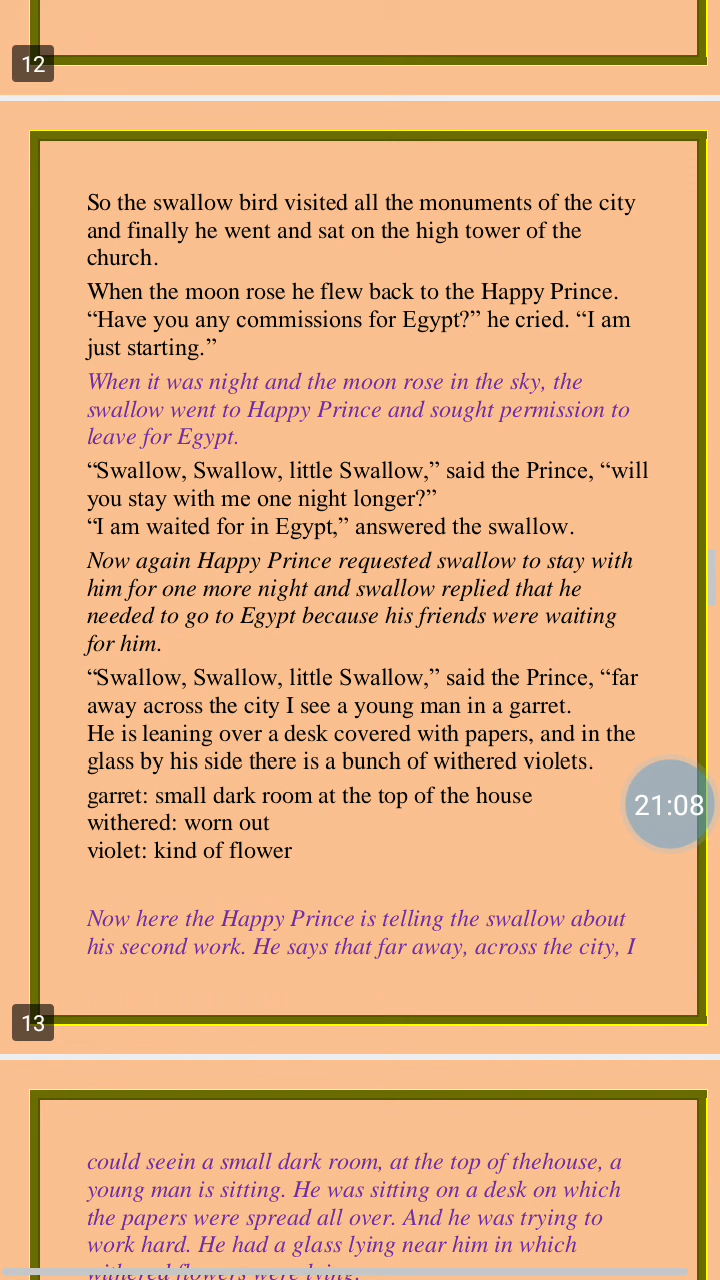 12
So the swallow bird visited all the monuments of the city
and finally he went and sat on the high tower of the
church.
When the moon rose he flew back to the Happy Prince.
“Have you any commissions for Egypt?” he cried. “I am
just starting.”
When it was night and the moon rose in the sky, the
swallow went to Happy Prince and sought permission to
leave for Egypt.
“Swallow, Swallow, little Swallow,” said the Prince, “will
you stay with me one night longer?”
“I am waited for in Egypt,” answered the swallow.
Now again Happy Prince requested swallow to stay with
him for one more night and swallow replied that he
needed to go to Egypt because his friends were waiting
for him.
“Swallow, Swallow, little Swallow,” said the Prince, “far
away across the city I see a young man in a garret.
He is leaning over a desk covered with papers, and in the
glass by his side there is a bunch of withered violets.
garret: small dark room at the top of the house
21:08
withered: worn out
violet: kind of flower
Now here the Happy Prince is telling the swallow about
his second work. He says that far away, across the city, I
13
could seein a small dark room, at the top of thehouse, a
young man is sitting. He was sitting on a desk on which
the papers were spread all over. And he was trying to
work hard. He had a glass lying near him in which
withered flowers were lying.